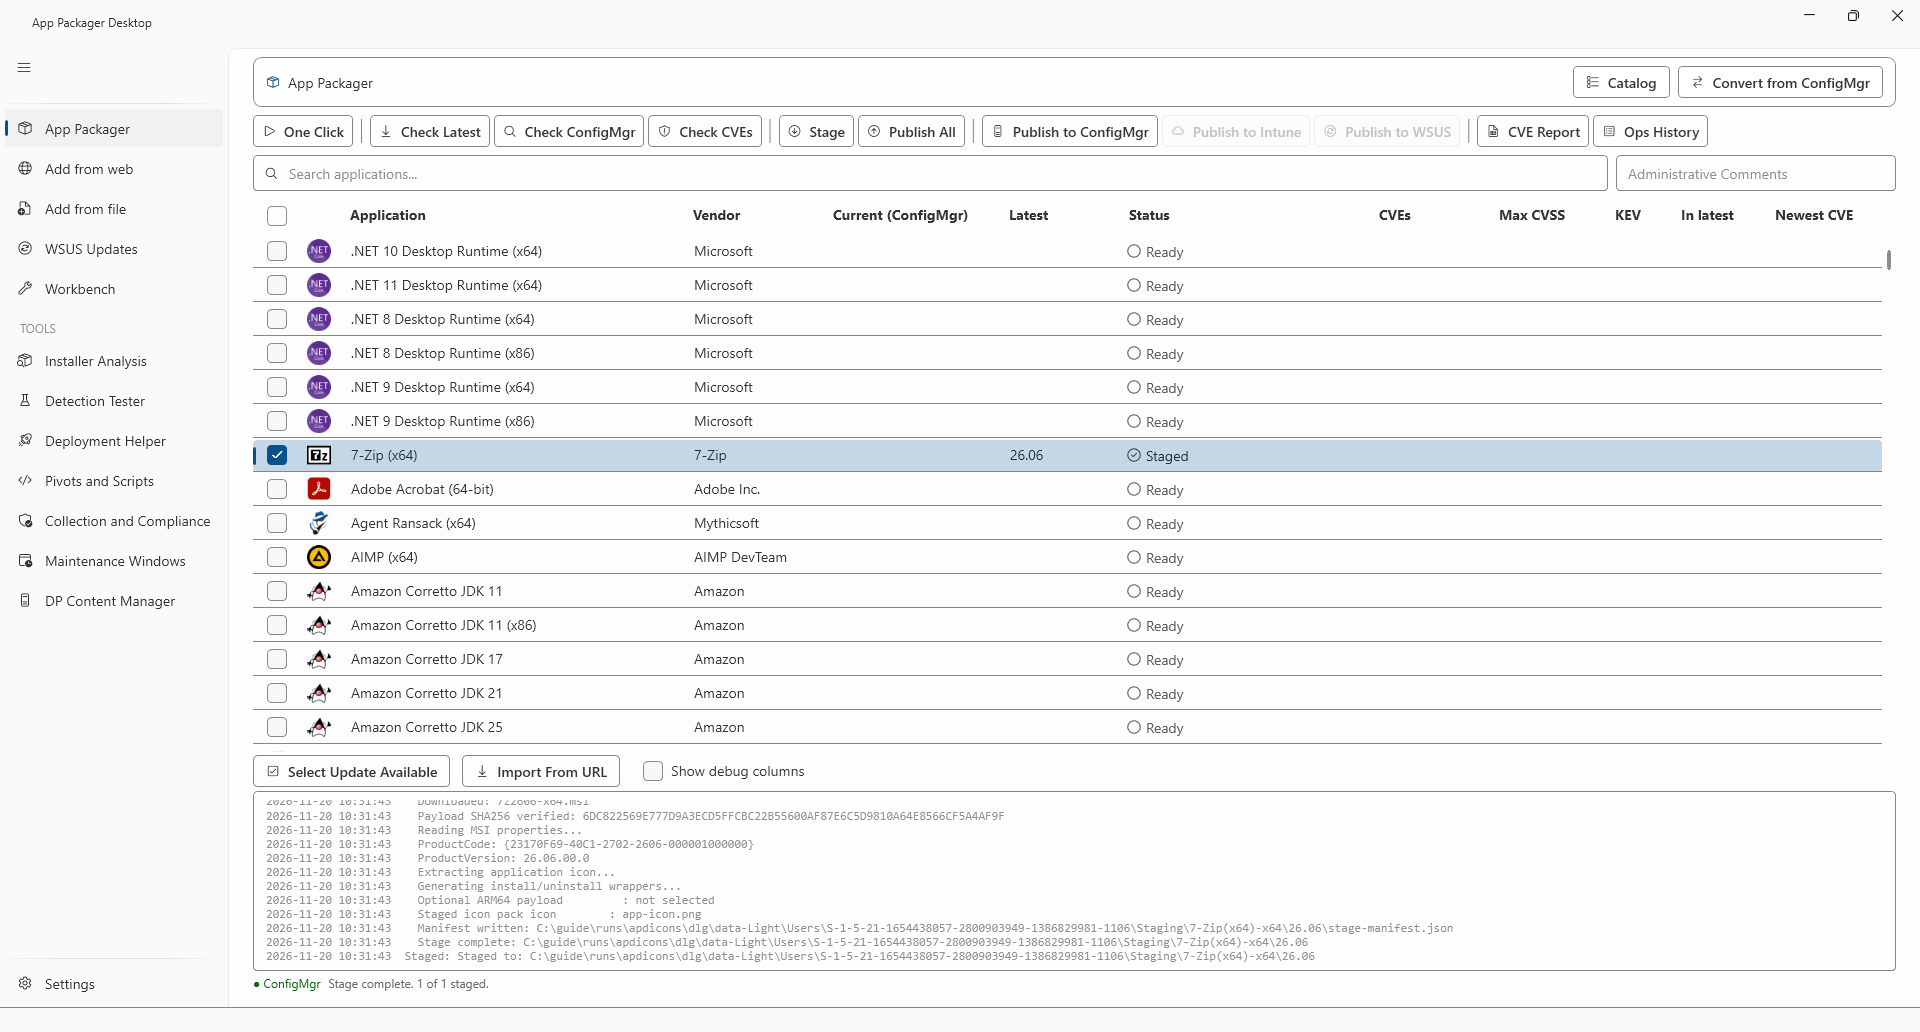 App Packager Desktop
App Packager
Add from web
Add from file
WSUS Updates
Workbench
TOOLS
Installer Analysis
Detection Tester
Deployment Helper
Pivots and Scripts
Collection and Compliance
Maintenance Windows
DP Content Manager
Settings
App Packager
Catalog
Convert from ConfigMgr
One Click
Check Latest
Check ConfigMgr
Check CVEs
Stage
Publish All
Publish to ConfigMgr
Publish to Intune
Publish to WSUS
CVE Report
Ops History
Search applications...
Administrative Comments
Application Vendor Current (ConfigMgr) Latest Status CVEs Max CVSS KEV In latest Newest CVE
.NET 10 Desktop Runtime (x64) Microsoft Ready
.NET 11 Desktop Runtime (x64) Microsoft Ready
.NET 8 Desktop Runtime (x64) Microsoft Ready
.NET 8 Desktop Runtime (x86) Microsoft Ready
.NET 9 Desktop Runtime (x64) Microsoft Ready
.NET 9 Desktop Runtime (x86) Microsoft Ready
7-Zip (x64) 7-Zip 26.06 Staged
Adobe Acrobat (64-bit) Adobe Inc. Ready
Agent Ransack (x64) Mythicsoft Ready
AIMP (x64) AIMP DevTeam Ready
Amazon Corretto JDK 11 Amazon Ready
Amazon Corretto JDK 11 (x86) Amazon Ready
Amazon Corretto JDK 17 Amazon Ready
Amazon Corretto JDK 21 Amazon Ready
Amazon Corretto JDK 25 Amazon Ready
Select Update Available
Import From URL
Show debug columns
2026-11-20 10:31:43 Downloaded: 7z2606-x64.msi
2026-11-20 10:31:43 Payload SHA256 verified: 6DC822569E777D9A3ECD5FFCBC22B55600AF87E6C5D9810A64E8566CF5A4AF9F
2026-11-20 10:31:43 Reading MSI properties...
2026-11-20 10:31:43 ProductCode: {23170F69-40C1-2702-2606-000001000000}
2026-11-20 10:31:43 ProductVersion: 26.06.00.0
2026-11-20 10:31:43 Extracting application icon...
2026-11-20 10:31:43 Generating install/uninstall wrappers...
2026-11-20 10:31:43 Optional ARM64 payload : not selected
2026-11-20 10:31:43 Staged icon pack icon : app-icon.png
2026-11-20 10:31:43 Manifest written: C:\guide\runs\apdicons\dlg\data-Light\Users\S-1-5-21-1654438057-2800903949-1386829981-1106\Staging\7-Zip(x64)-x64\26.06\stage-manifest.json
2026-11-20 10:31:43 Stage complete: C:\guide\runs\apdicons\dlg\data-Light\Users\S-1-5-21-1654438057-2800903949-1386829981-1106\Staging\7-Zip(x64)-x64\26.06
2026-11-20 10:31:43 Staged: Staged to: C:\guide\runs\apdicons\dlg\data-Light\Users\S-1-5-21-1654438057-2800903949-1386829981-1106\Staging\7-Zip(x64)-x64\26.06
ConfigMgr Stage complete. 1 of 1 staged.